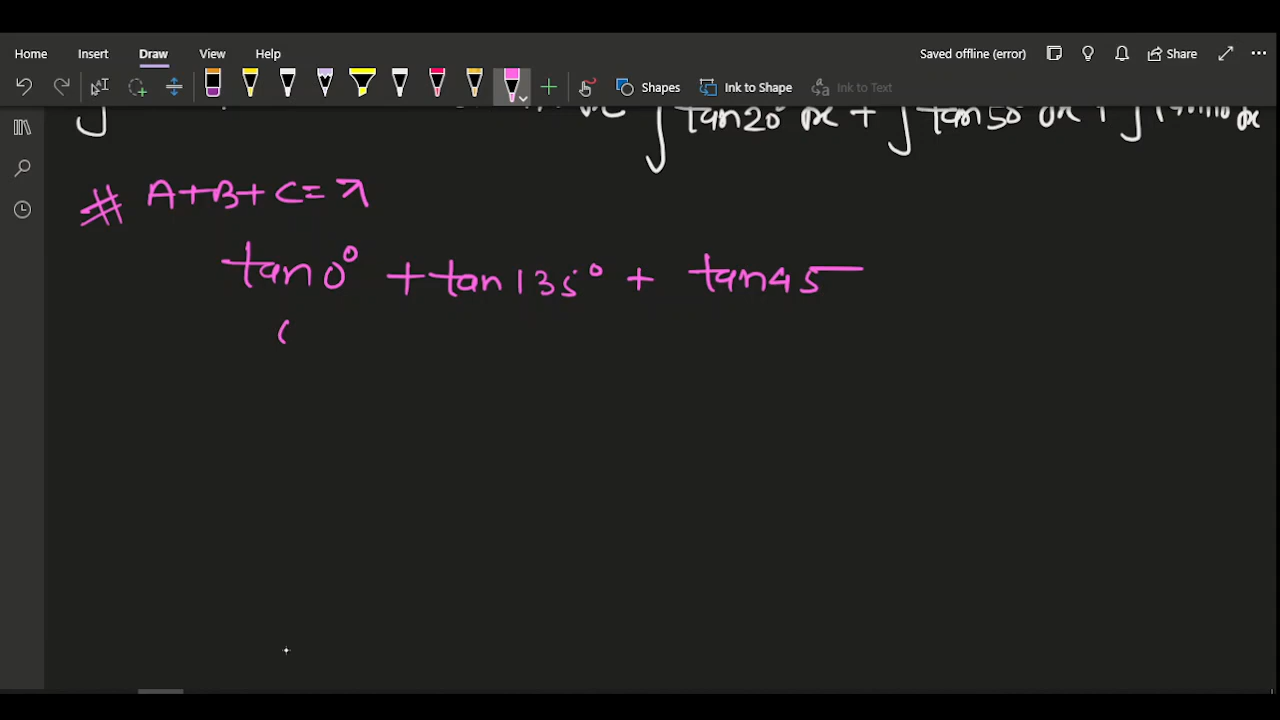 Home Insert Draw View Help Saved offline (error) Share
Shapes Ink to Shape Ink to Text
∫ tan20° dx + ∫ tan50° dx + ∫
# A+B+C=π
tan0° + tan135° + tan45
(